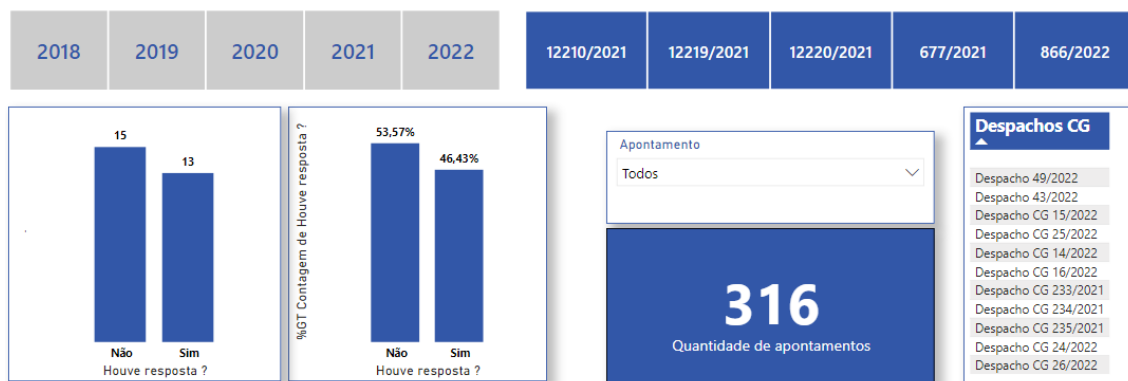 2018 2019 2020 2021 2022
12210/2021 12219/2021 12220/2021 677/2021 866/2022
15
13
Não Sim
Houve resposta ?
%GT Contagem de Houve resposta ?
53,57%
46,43%
Não Sim
Houve resposta ?
Apontamento
Todos
316
Quantidade de apontamentos
Despachos CG
Despacho 49/2022
Despacho 43/2022
Despacho CG 15/2022
Despacho CG 25/2022
Despacho CG 14/2022
Despacho CG 16/2022
Despacho CG 233/2021
Despacho CG 234/2021
Despacho CG 235/2021
Despacho CG 24/2022
Despacho CG 26/2022